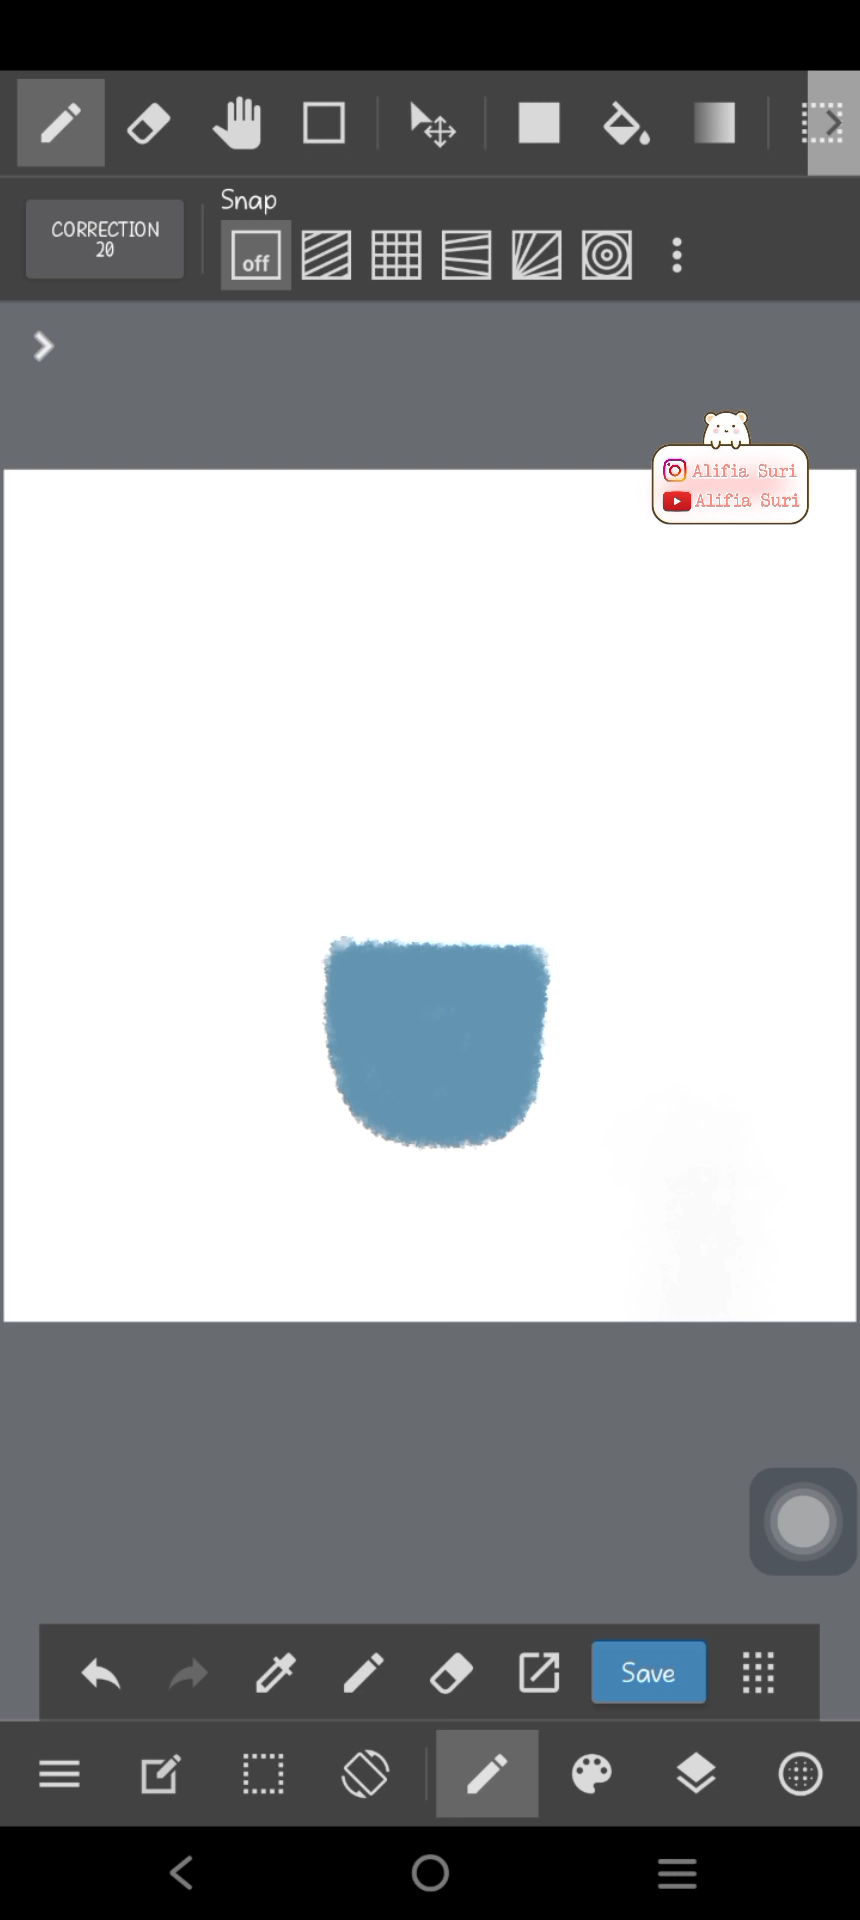 CORRECTION
20
Snap
off
Alifia Suri
Alifia Suri
Save